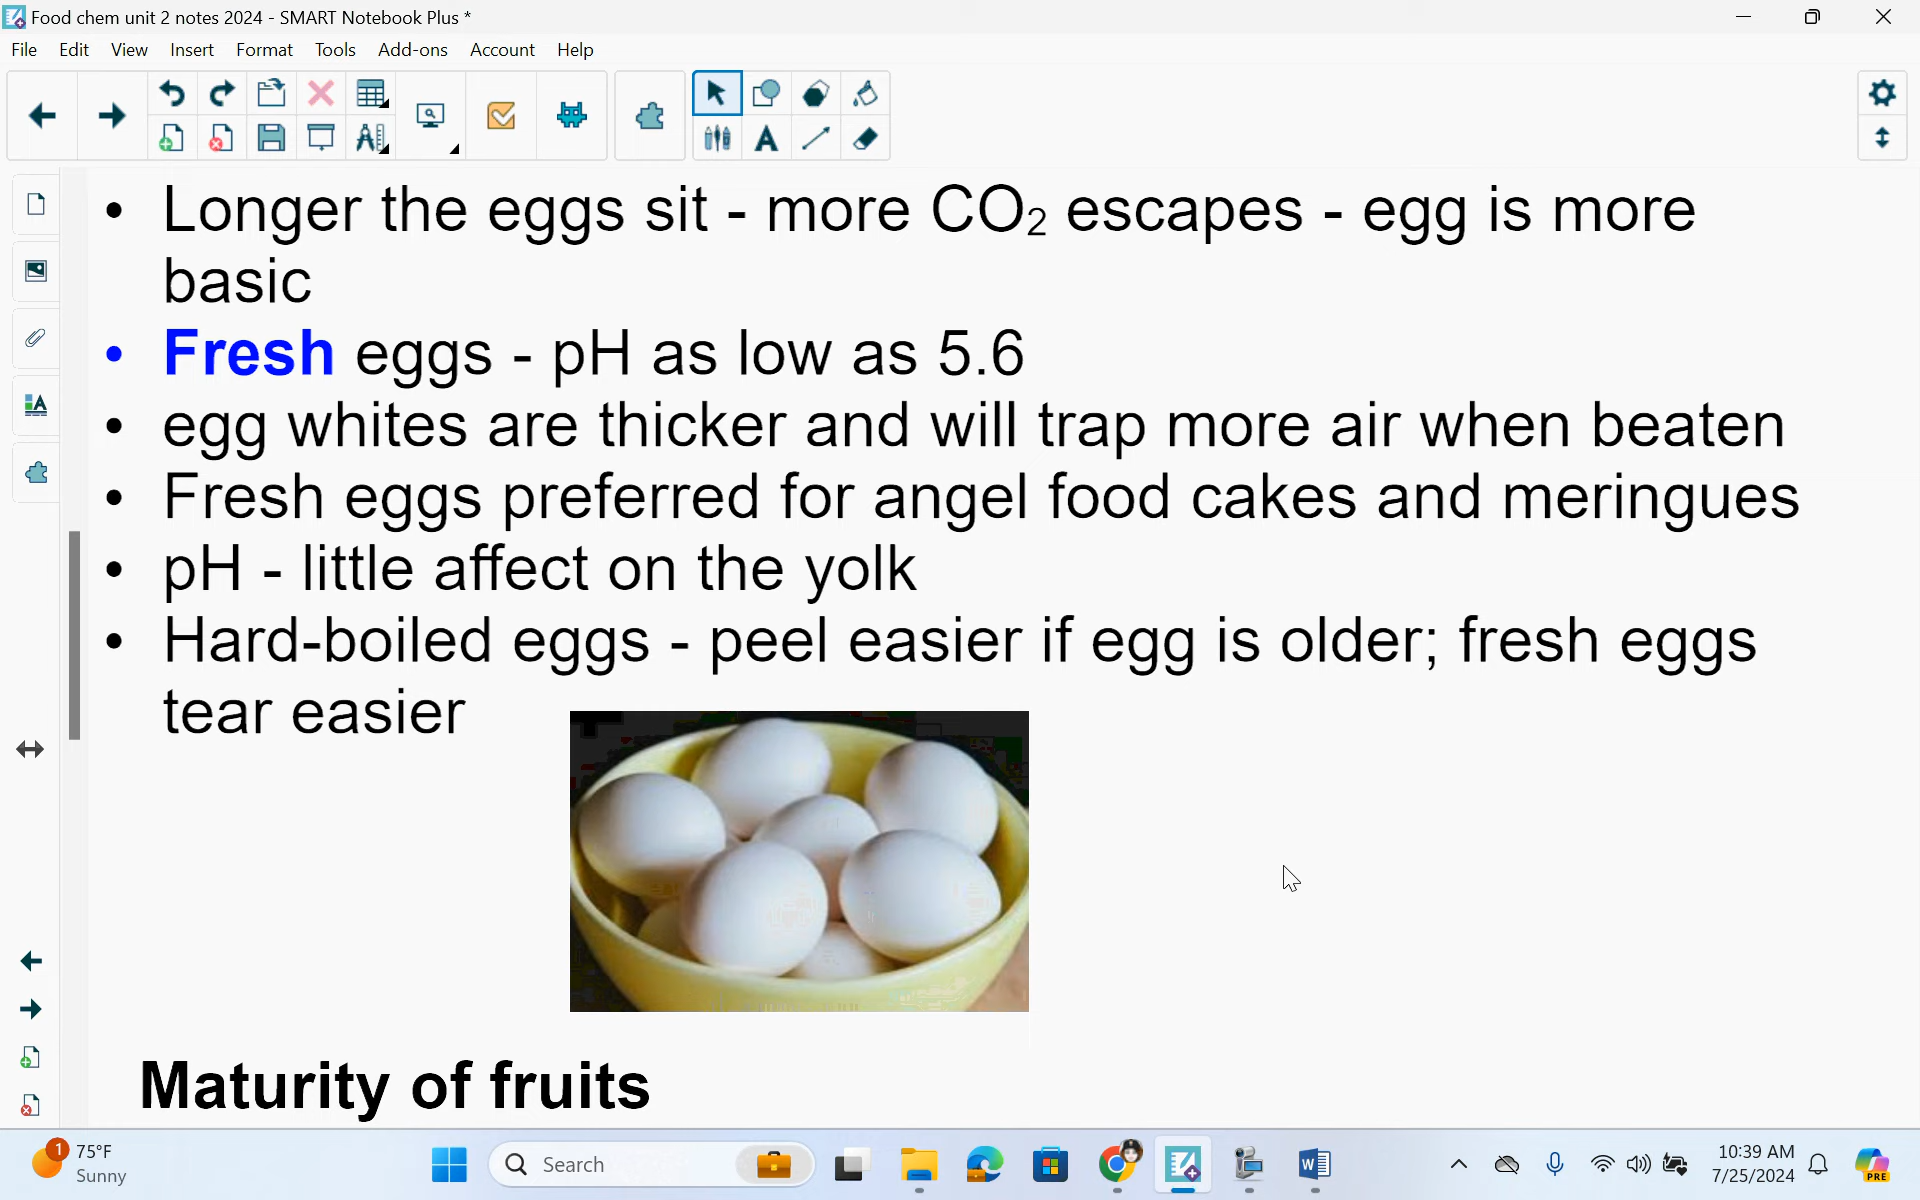 Food chem unit 2 notes 2024 - SMART Notebook Plus *
File Edit View Insert Format Tools Add-ons Account Help
• Longer the eggs sit - more CO₂ escapes - egg is more
basic
• Fresh eggs - pH as low as 5.6
• egg whites are thicker and will trap more air when beaten
• Fresh eggs preferred for angel food cakes and meringues
• pH - little affect on the yolk
• Hard-boiled eggs - peel easier if egg is older; fresh eggs
tear easier
Maturity of fruits
1
75°F
Sunny
Search
10:39 AM
7/25/2024
PRE